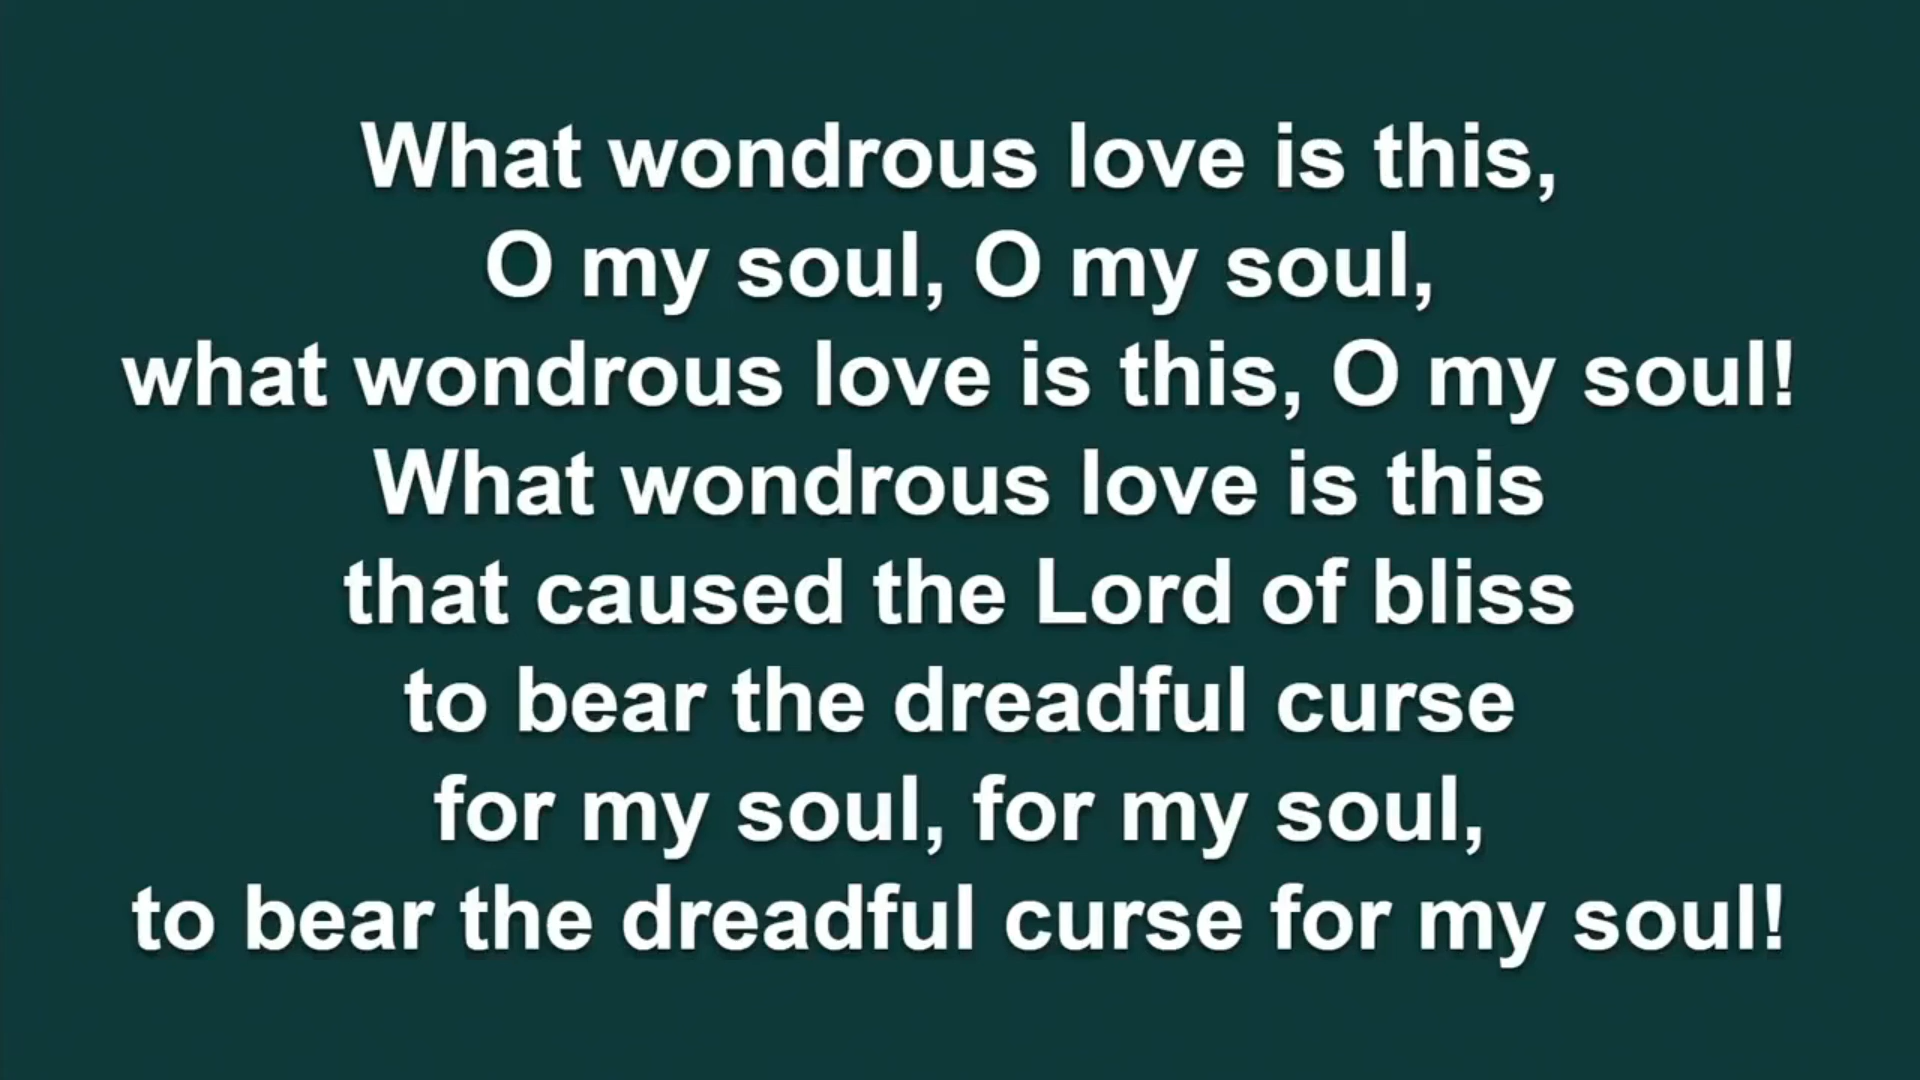 What wondrous love is this,
O my soul, O my soul,
what wondrous love is this, O my soul!
What wondrous love is this
that caused the Lord of bliss
to bear the dreadful curse
for my soul, for my soul,
to bear the dreadful curse for my soul!